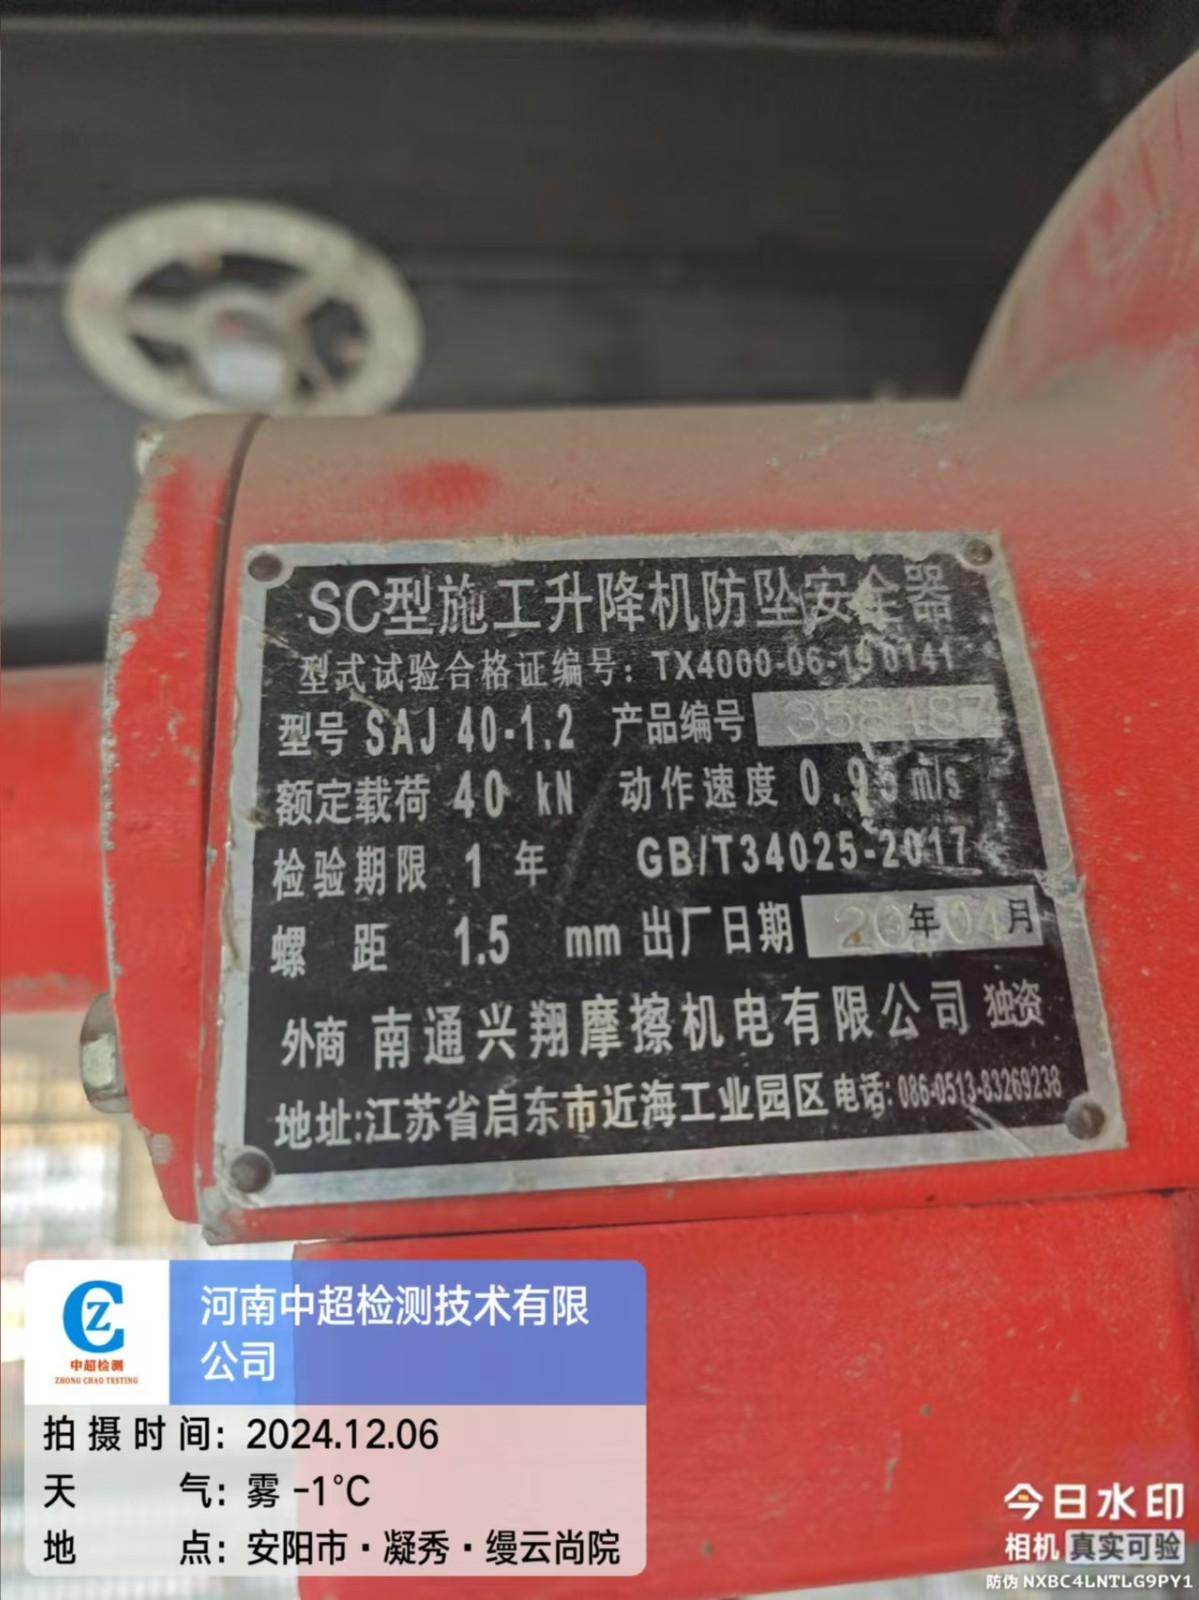 SC型施工升降机防坠安全器
型式试验合格证编号：TX4000-06-190141
型号 SAJ 40-1.2 产品编号 358487
额定载荷 40 kN 动作速度 0.95 m/s
检验期限 1 年 GB/T34025-2017
螺 距 1.5 mm 出厂日期 20年04月
外商独资 南通兴翔摩擦机电有限公司
地址:江苏省启东市近海工业园区 电话: 086-0513-83269238
中超检测
ZHONG CHAO TESTING
河南中超检测技术有限
公司
拍摄时间: 2024.12.06
天 气: 雾 -1℃
地 点: 安阳市·凝秀·缦云尚院
今日水印
相机 真实可验
防伪 NXBC4LNTLG9PY1